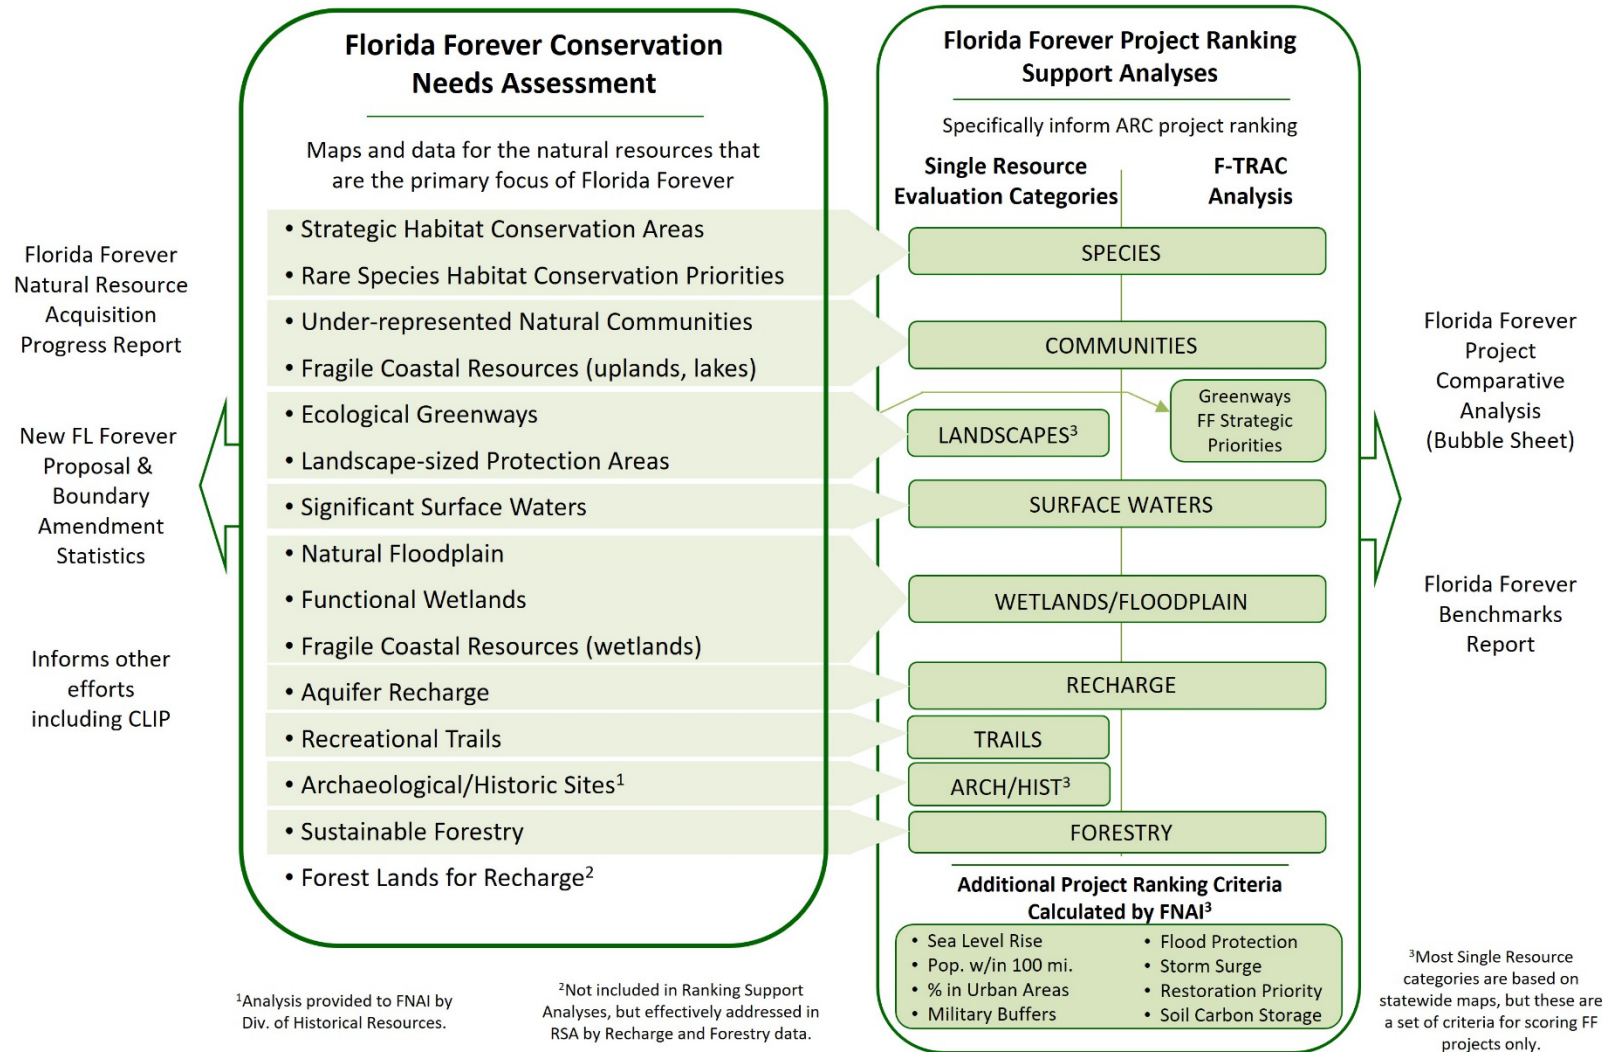 Florida Forever Conservation
Needs Assessment
Maps and data for the natural resources that
are the primary focus of Florida Forever
• Strategic Habitat Conservation Areas
• Rare Species Habitat Conservation Priorities
• Under-represented Natural Communities
• Fragile Coastal Resources (uplands, lakes)
• Ecological Greenways
• Landscape-sized Protection Areas
• Significant Surface Waters
• Natural Floodplain
• Functional Wetlands
• Fragile Coastal Resources (wetlands)
• Aquifer Recharge
• Recreational Trails
• Archaeological/Historic Sites¹
• Sustainable Forestry
• Forest Lands for Recharge²
Florida Forever
Natural Resource
Acquisition
Progress Report
New FL Forever
Proposal &
Boundary
Amendment
Statistics
Informs other
efforts
including CLIP
Florida Forever Project Ranking
Support Analyses
Specifically inform ARC project ranking
Single Resource
Evaluation Categories
F-TRAC
Analysis
SPECIES
COMMUNITIES
LANDSCAPES³
Greenways
FF Strategic
Priorities
SURFACE WATERS
WETLANDS/FLOODPLAIN
RECHARGE
TRAILS
ARCH/HIST³
FORESTRY
Additional Project Ranking Criteria
Calculated by FNAI³
• Sea Level Rise
• Pop. w/in 100 mi.
• % in Urban Areas
• Military Buffers
• Flood Protection
• Storm Surge
• Restoration Priority
• Soil Carbon Storage
Florida Forever
Project
Comparative
Analysis
(Bubble Sheet)
Florida Forever
Benchmarks
Report
¹Analysis provided to FNAI by
Div. of Historical Resources.
²Not included in Ranking Support
Analyses, but effectively addressed in
RSA by Recharge and Forestry data.
³Most Single Resource
categories are based on
statewide maps, but these are
a set of criteria for scoring FF
projects only.